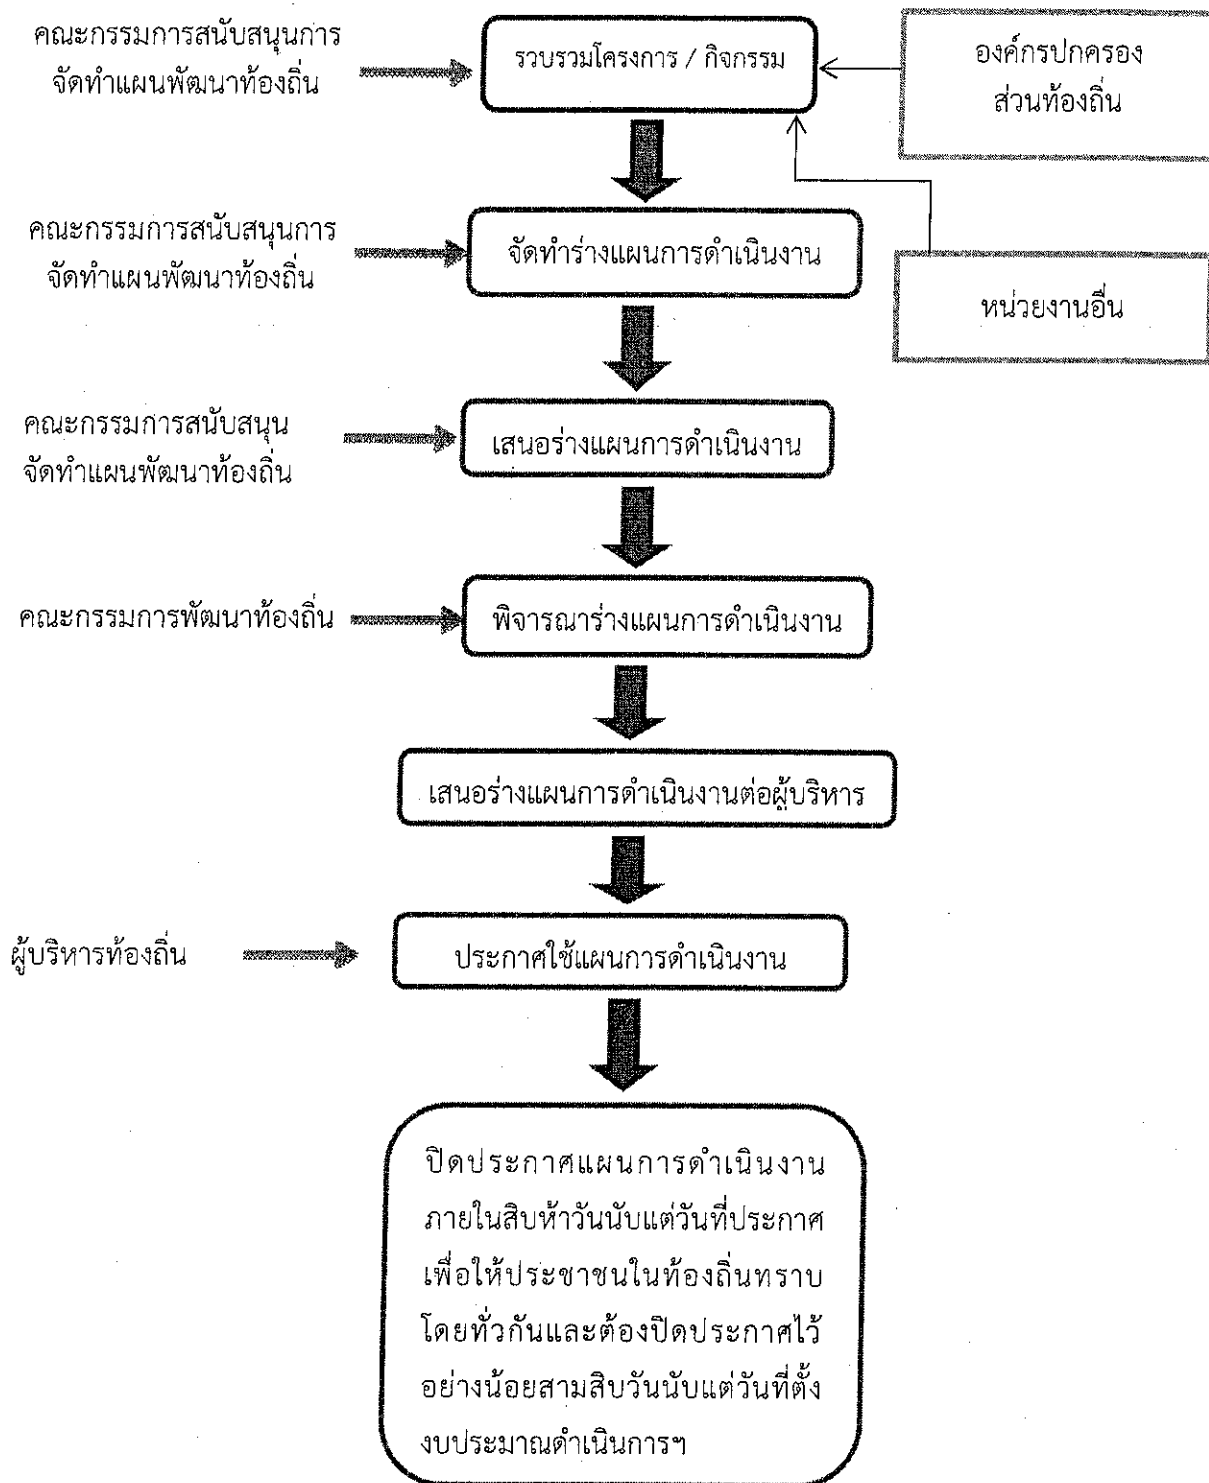 คณะกรรมการสนับสนุนการ
จัดทำแผนพัฒนาท้องถิ่น
รวบรวมโครงการ / กิจกรรม
องค์กรปกครอง
ส่วนท้องถิ่น
คณะกรรมการสนับสนุนการ
จัดทำแผนพัฒนาท้องถิ่น
จัดทำร่างแผนการดำเนินงาน
หน่วยงานอื่น
คณะกรรมการสนับสนุน
จัดทำแผนพัฒนาท้องถิ่น
เสนอร่างแผนการดำเนินงาน
คณะกรรมการพัฒนาท้องถิ่น
พิจารณาร่างแผนการดำเนินงาน
เสนอร่างแผนการดำเนินงานต่อผู้บริหาร
ผู้บริหารท้องถิ่น
ประกาศใช้แผนการดำเนินงาน
ปิดประกาศแผนการดำเนินงาน
ภายในสิบห้าวันนับแต่วันที่ประกาศ
เพื่อให้ประชาชนในท้องถิ่นทราบ
โดยทั่วกันและต้องปิดประกาศไว้
อย่างน้อยสามสิบวันนับแต่วันที่ตั้ง
งบประมาณดำเนินการฯ